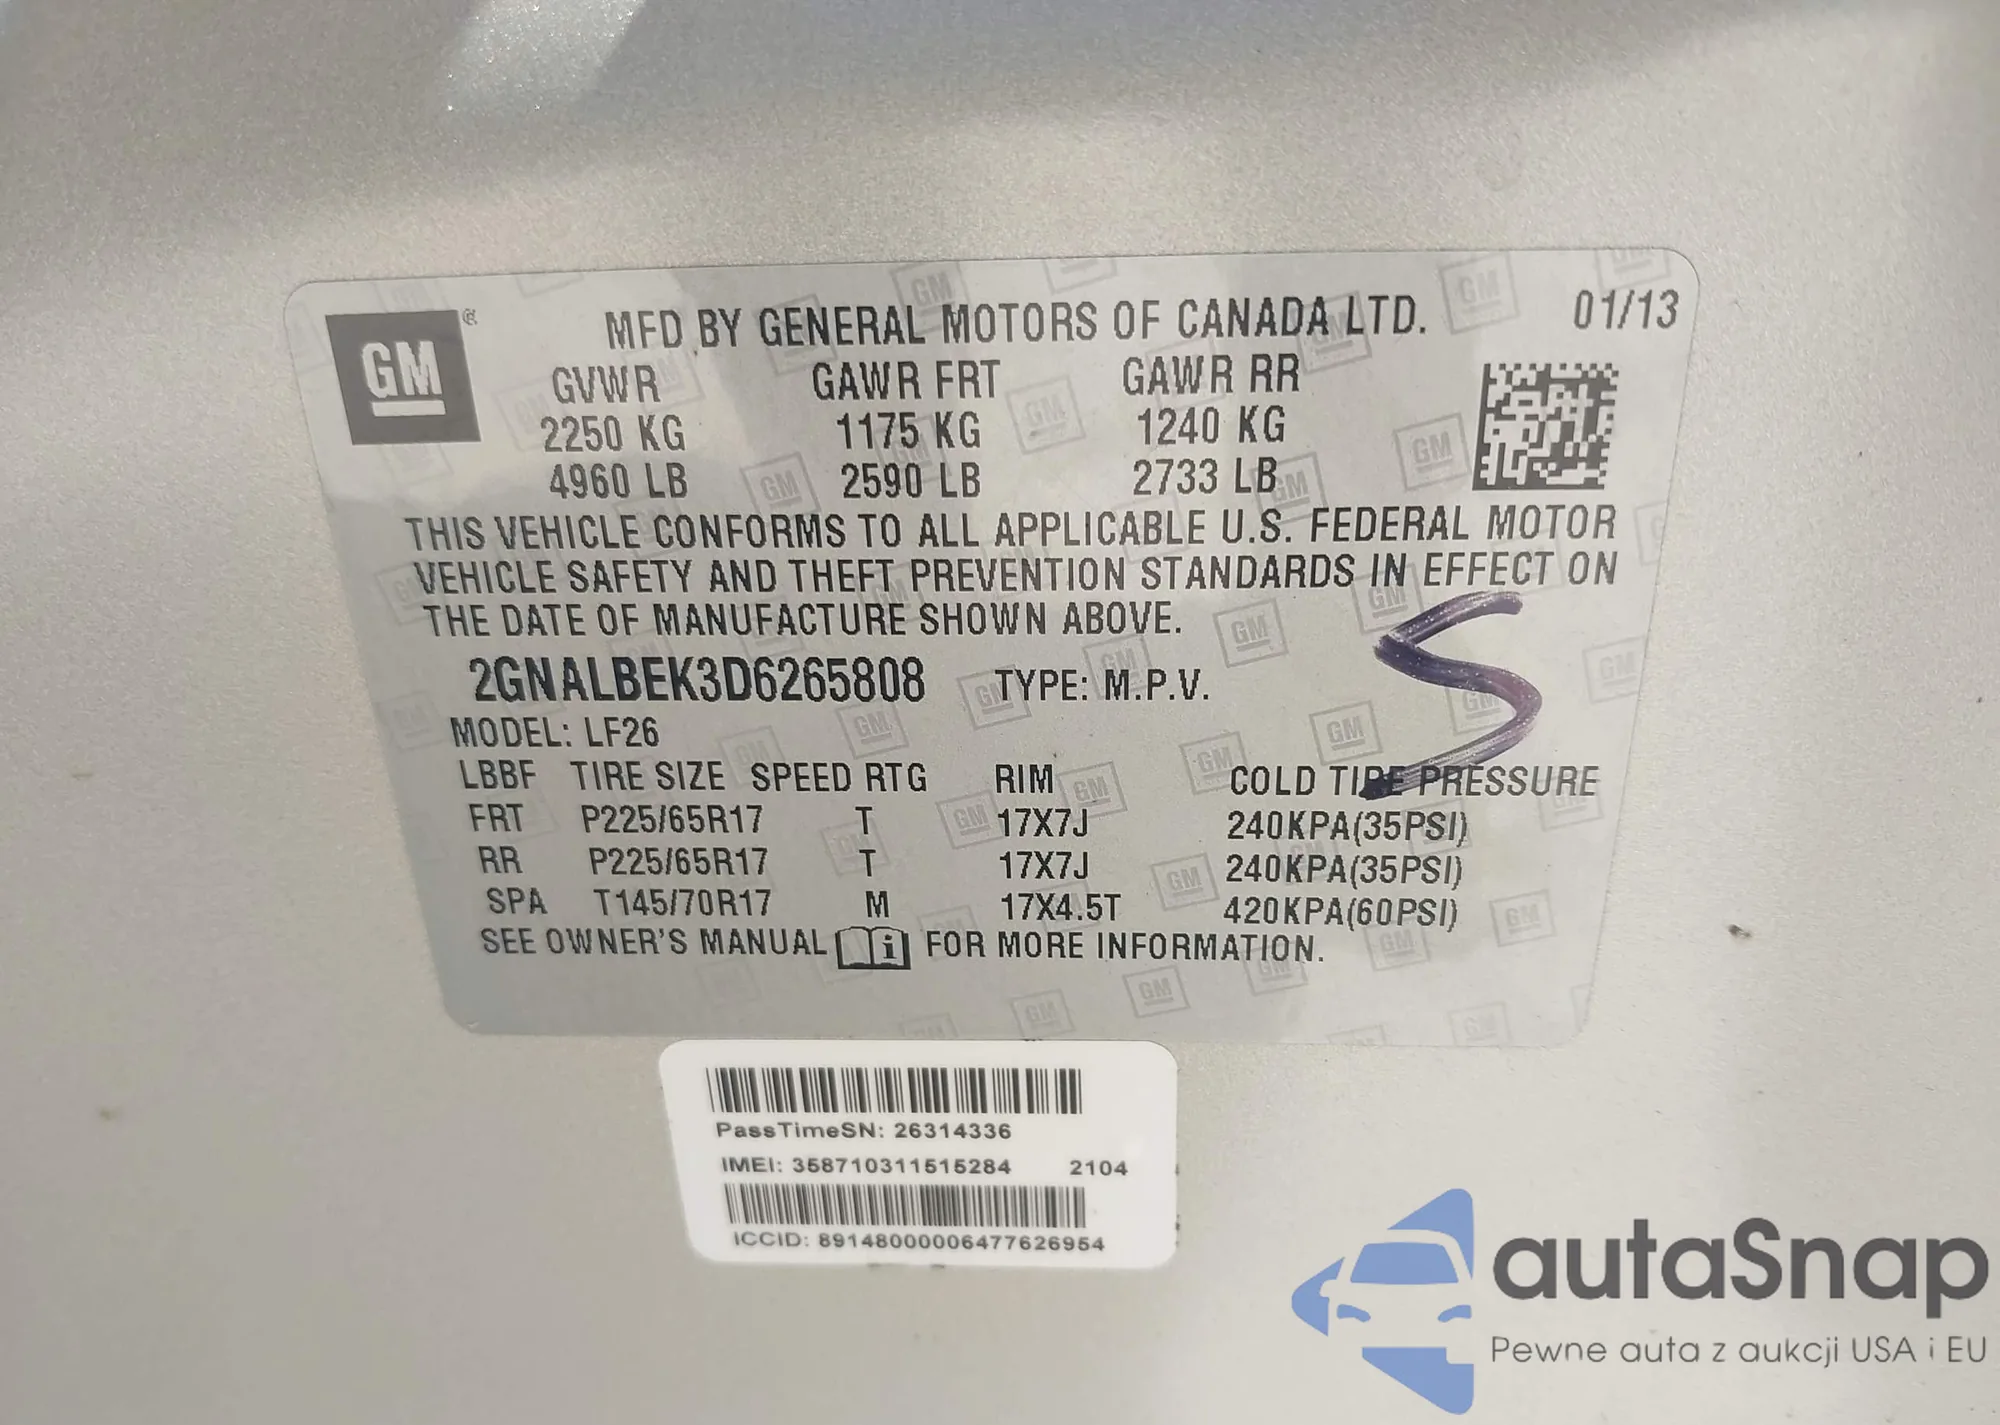 GM
MFD BY GENERAL MOTORS OF CANADA LTD. 01/13
GVWR GAWR FRT GAWR RR
2250 KG 1175 KG 1240 KG
4960 LB 2590 LB 2733 LB
THIS VEHICLE CONFORMS TO ALL APPLICABLE U.S. FEDERAL MOTOR
VEHICLE SAFETY AND THEFT PREVENTION STANDARDS IN EFFECT ON
THE DATE OF MANUFACTURE SHOWN ABOVE.
2GNALBEK3D6265808 TYPE: M.P.V.
MODEL: LF26
LBBF TIRE SIZE SPEED RTG RIM COLD TIRE PRESSURE
FRT P225/65R17 T 17X7J 240KPA(35PSI)
RR P225/65R17 T 17X7J 240KPA(35PSI)
SPA T145/70R17 M 17X4.5T 420KPA(60PSI)
SEE OWNER'S MANUAL i FOR MORE INFORMATION.
PassTimeSN: 26314336
IMEI: 358710311515284 2104
ICCID: 89148000006477626954
autaSnap
Pewne auta z aukcji USA i EU